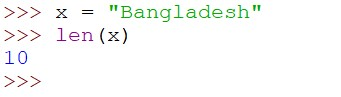 >>> x = "Bangladesh"
>>> len(x)
10
>>>